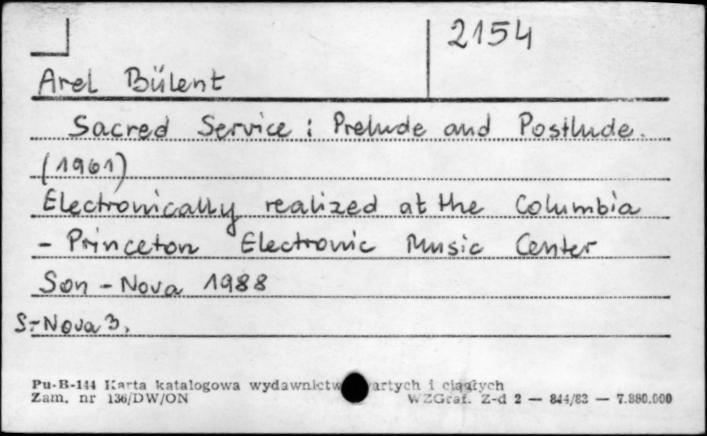 2154
Arel Bülent
Sacred Service : Prelude and Postlude.
(1961)
Electronically realized at the Columbia
- Princeton Electronic Music Center
Son - Nova 1988
S.-Nova 3.
Pu-B-144 Karta katalogowa wydawnictw zwartych i ciągłych
Zam. nr 136/DW/ON WZGraf. Z-d 2 — 844/82 — 7.880.000